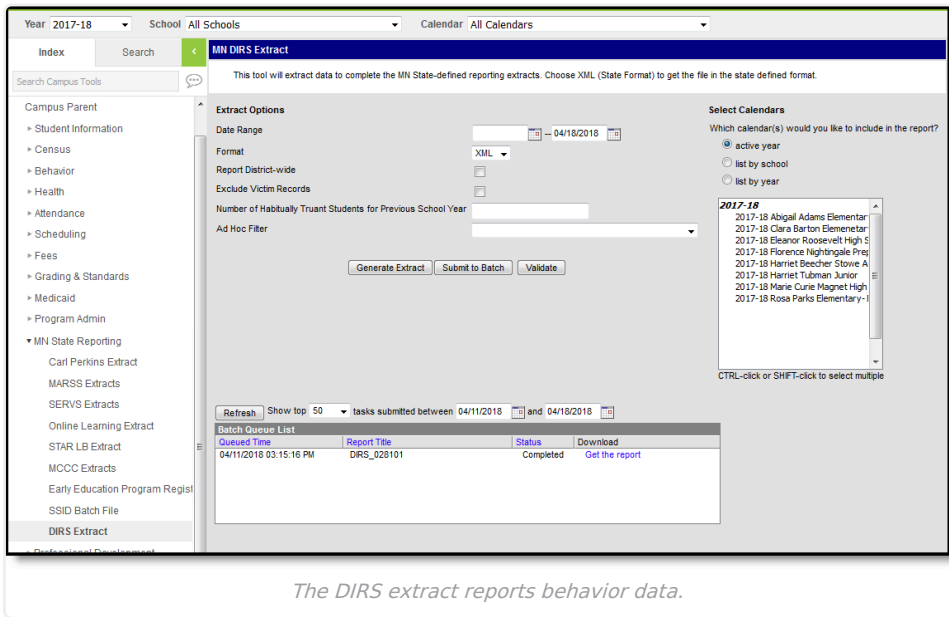 Year 2017-18 School All Schools Calendar All Calendars
Index Search
MN DIRS Extract
Search Campus Tools
This tool will extract data to complete the MN State-defined reporting extracts. Choose XML (State Format) to get the file in the state defined format.
Campus Parent
Student Information
Census
Behavior
Health
Attendance
Scheduling
Fees
Grading & Standards
Medicaid
Program Admin
MN State Reporting
Carl Perkins Extract
MARSS Extracts
SERVS Extracts
Online Learning Extract
STAR LB Extract
MCCC Extracts
Early Education Program Regist
SSID Batch File
DIRS Extract
Professional Development
Extract Options
Date Range – 04/18/2018
Format XML
Report District-wide
Exclude Victim Records
Number of Habitually Truant Students for Previous School Year
Ad Hoc Filter
Generate Extract Submit to Batch Validate
Select Calendars
Which calendar(s) would you like to include in the report?
active year
list by school
list by year
2017-18
2017-18 Abigail Adams Elementar
2017-18 Clara Barton Elemenetar
2017-18 Eleanor Roosevelt High S
2017-18 Florence Nightingale Prep
2017-18 Harriet Beecher Stowe A
2017-18 Harriet Tubman Junior
2017-18 Marie Curie Magnet High
2017-18 Rosa Parks Elementary-
CTRL-click or SHIFT-click to select multiple
Refresh Show top 50 tasks submitted between 04/11/2018 and 04/18/2018
Batch Queue List
Queued Time Report Title Status Download
04/11/2018 03:15:16 PM DIRS_028101 Completed Get the report
The DIRS extract reports behavior data.